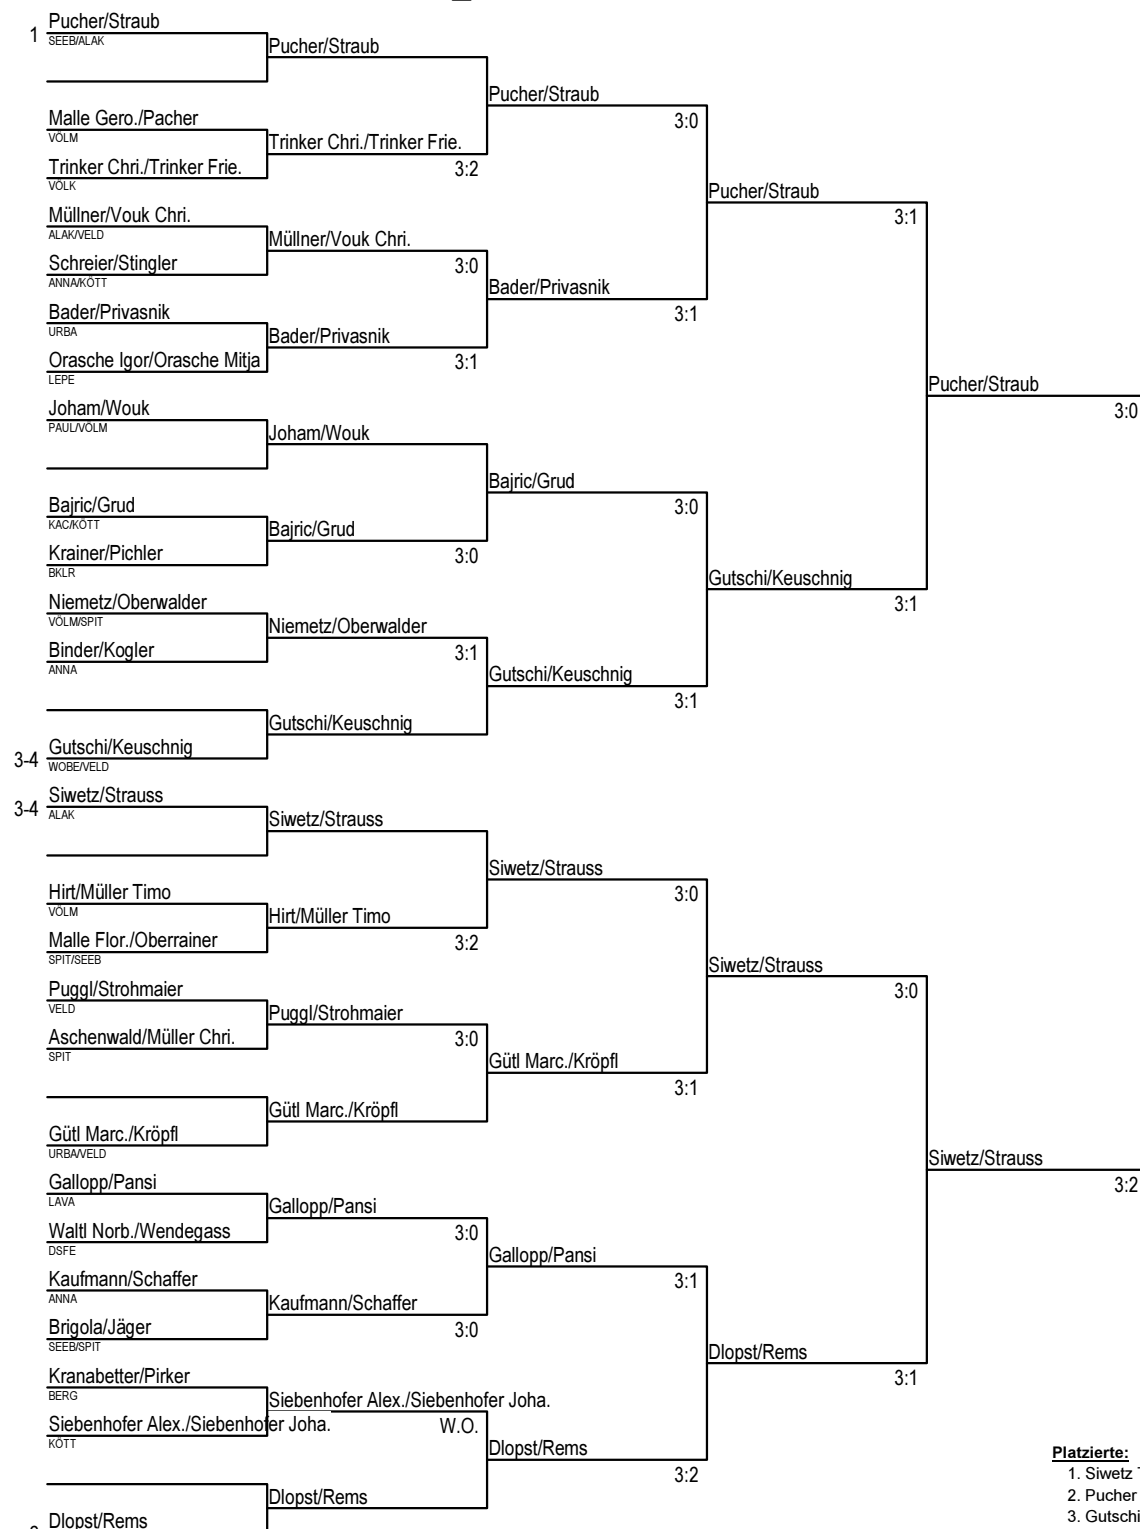 Pucher/Straub
1
SEEB/ALAK
Pucher/Straub
Pucher/Straub
Malle Gero./Pacher
3:0
VÖLM
Trinker Chri./Trinker Frie.
Trinker Chri./Trinker Frie.
3:2
VÖLK
Pucher/Straub
Müllner/Vouk Chri.
3:1
ALAK/VELD
Müllner/Vouk Chri.
Schreier/Stingler
3:0
ANNA/KÖTT
Bader/Privasnik
Bader/Privasnik
3:1
URBA
Bader/Privasnik
Orasche Igor/Orasche Mitja
3:1
LEPE
Pucher/Straub
Joham/Wouk
3:0
PAUL/VÖLM
Joham/Wouk
Bajric/Grud
Bajric/Grud
3:0
KAC/KÖTT
Bajric/Grud
Krainer/Pichler
3:0
BKLR
Gutschi/Keuschnig
Niemetz/Oberwalder
3:1
VÖLM/SPIT
Niemetz/Oberwalder
Binder/Kogler
3:1
ANNA
Gutschi/Keuschnig
3:1
Gutschi/Keuschnig
Gutschi/Keuschnig
3-4
WOBE/VELD
Siwetz/Strauss
3-4
ALAK
Siwetz/Strauss
Siwetz/Strauss
Hirt/Müller Timo
3:0
VÖLM
Hirt/Müller Timo
Malle Flor./Oberrainer
3:2
SPIT/SEEB
Siwetz/Strauss
Puggl/Strohmaier
3:0
VELD
Puggl/Strohmaier
Aschenwald/Müller Chri.
3:0
SPIT
Gütl Marc./Kröpfl
3:1
Gütl Marc./Kröpfl
Gütl Marc./Kröpfl
URBA/VELD
Siwetz/Strauss
Gallopp/Pansi
3:2
LAVA
Gallopp/Pansi
Waltl Norb./Wendegass
3:0
DSFE
Gallopp/Pansi
Kaufmann/Schaffer
3:1
ANNA
Kaufmann/Schaffer
Brigola/Jäger
3:0
SEEB/SPIT
Dlopst/Rems
Kranabetter/Pirker
3:1
BERG
Siebenhofer Alex./Siebenhofer Joha.
Siebenhofer Alex./Siebenhofer Joha.
W.O.
KÖTT
Dlopst/Rems
3:2
Dlopst/Rems
Dlopst/Rems
Platzierte:
1. Siwetz
2. Pucher
3. Gutschi